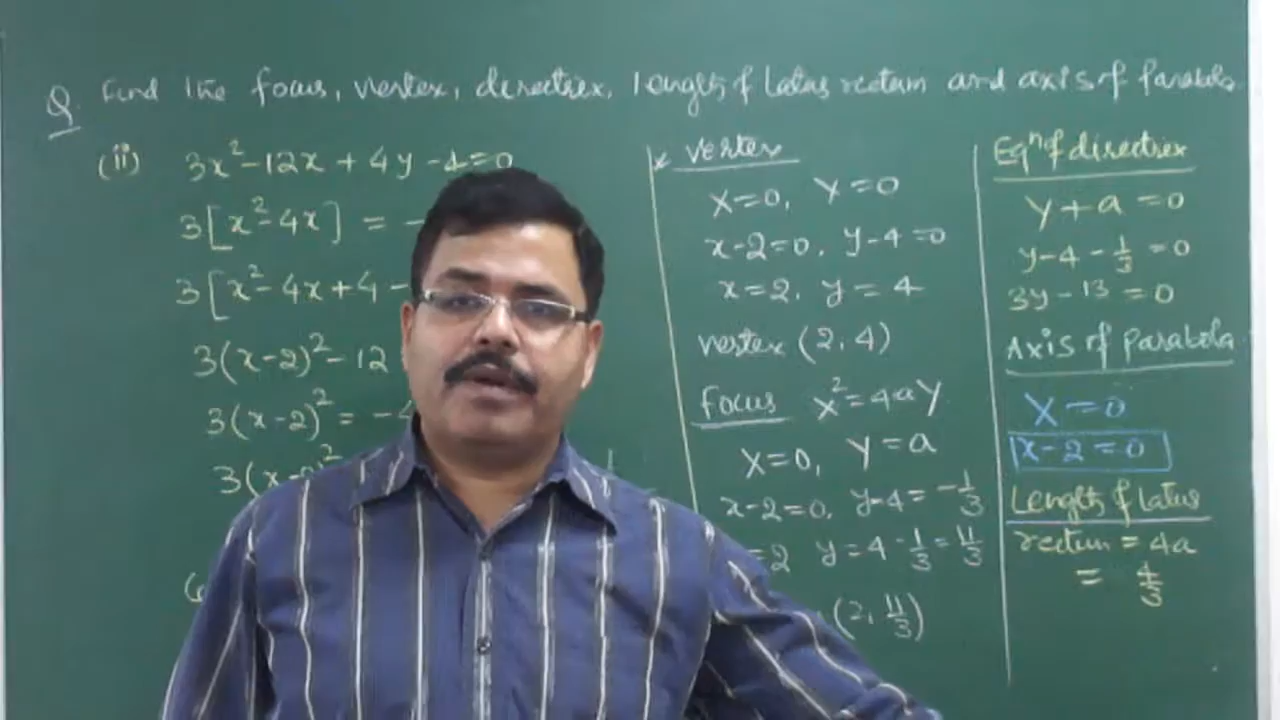 Q Find the focus, vertex, directrix, length of latus rectum and axis of parabola.
(ii) 3x²-12x + 4y - 4=0
3[x²-4x] = -
3[x²-4x+4-
3(x-2)²-12
3(x-2)² = -4
3(x-
Vertex
X=0, Y=0
x-2=0, y-4=0
x=2, y=4
vertex (2,4)
focus X²=4aY
X=0, Y=a
x-2=0, y-4=-1/3
=2 y=4-1/3=11/3
(2, 11/3)
Eqⁿ of directrix
Y+a=0
y-4-1/3=0
3y-13=0
Axis of parabola
X=0
x-2=0
Length of latus
rectum = 4a
= 4/3